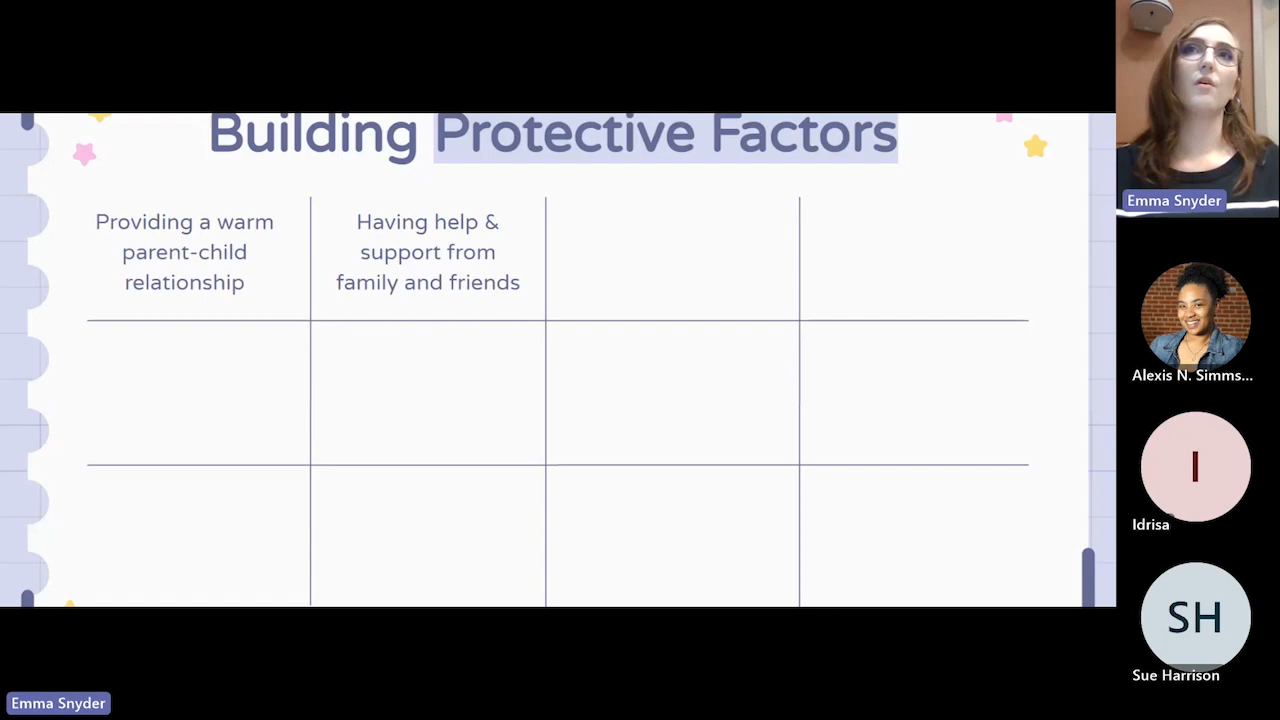 Building Protective Factors
Providing a warm
parent-child
relationship
Having help &
support from
family and friends
Emma Snyder
Alexis N. Simms...
I
Idrisa
SH
Sue Harrison
Emma Snyder